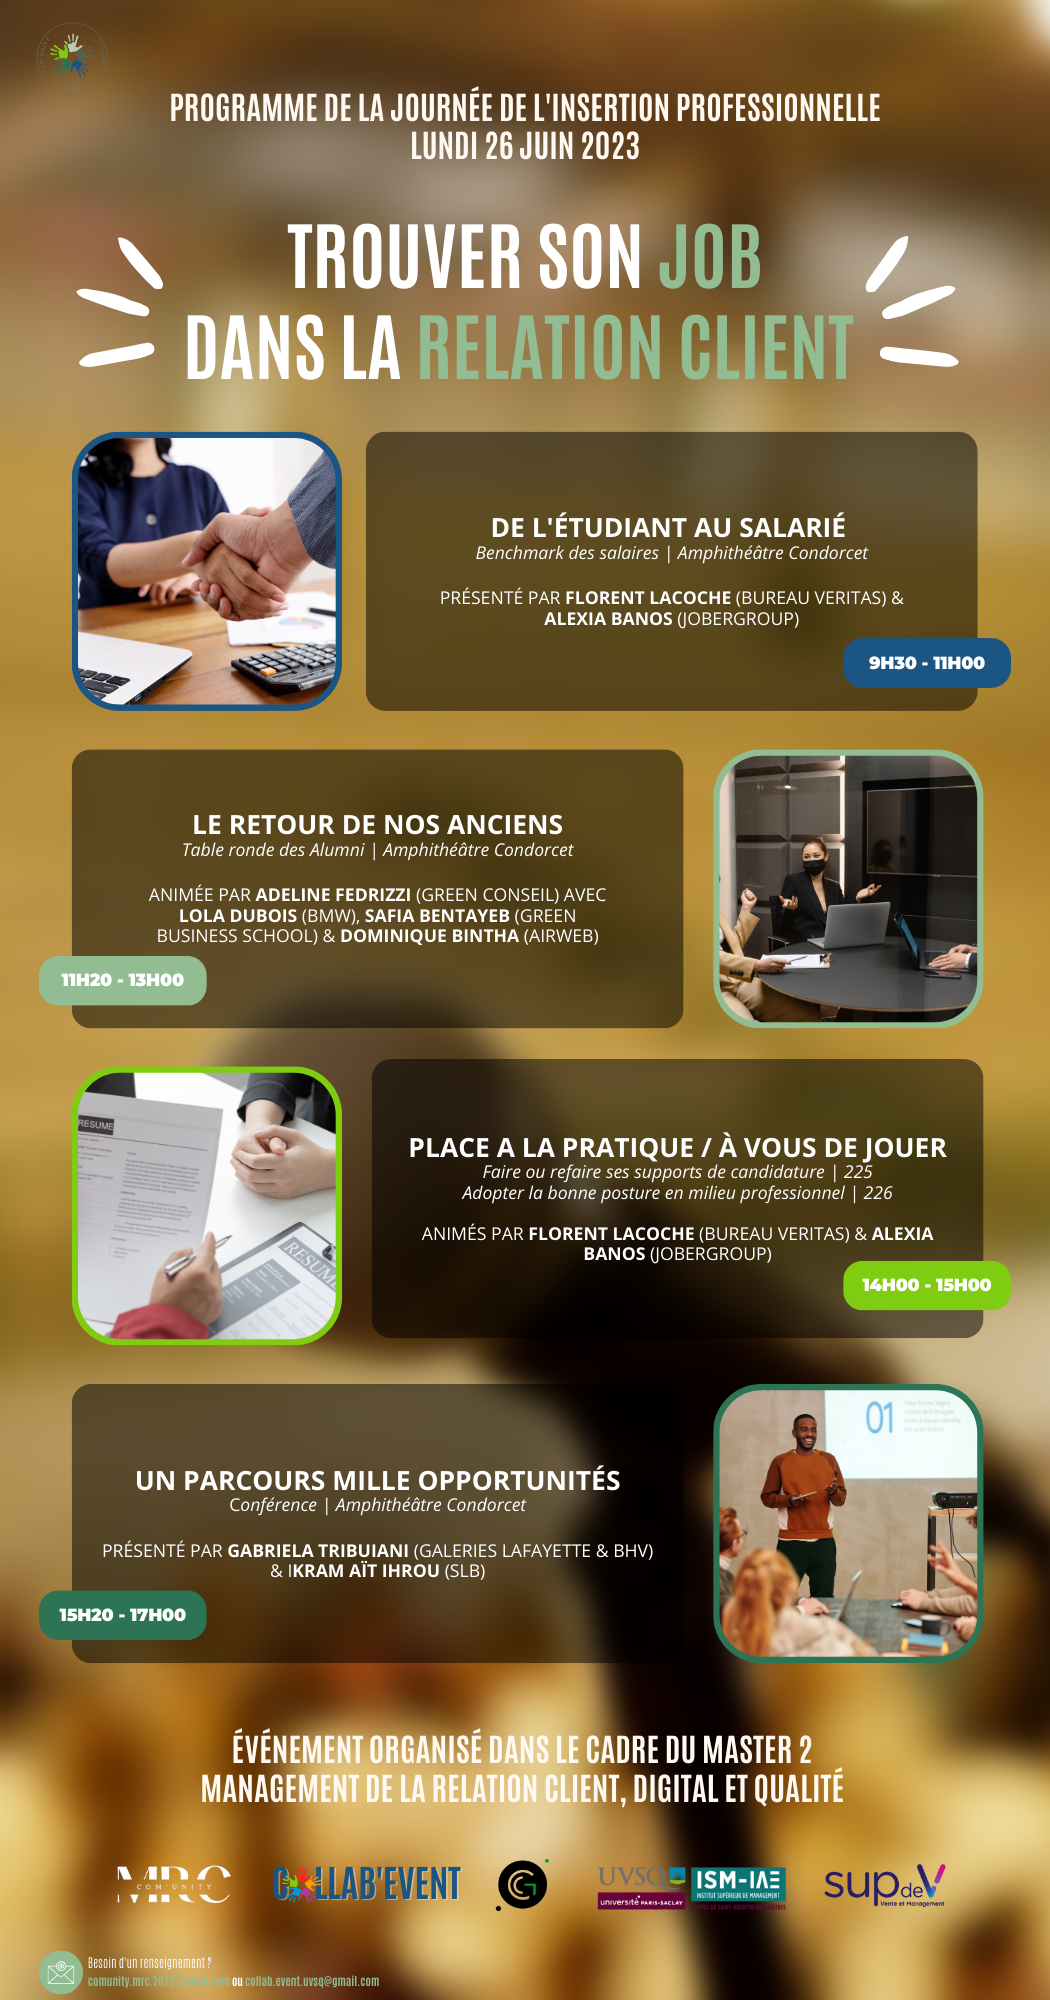 PROGRAMME DE LA JOURNÉE DE L'INSERTION PROFESSIONNELLE
LUNDI 26 JUIN 2023
TROUVER SON JOB
DANS LA RELATION CLIENT
DE L'ÉTUDIANT AU SALARIÉ
Benchmark des salaires | Amphithéâtre Condorcet
PRÉSENTÉ PAR FLORENT LACOCHE (BUREAU VERITAS) &
ALEXIA BANOS (JOBERGROUP)
9H30 - 11H00
LE RETOUR DE NOS ANCIENS
Table ronde des Alumni | Amphithéâtre Condorcet
ANIMÉE PAR ADELINE FEDRIZZI (GREEN CONSEIL) AVEC
LOLA DUBOIS (BMW), SAFIA BENTAYEB (GREEN
BUSINESS SCHOOL) & DOMINIQUE BINTHA (AIRWEB)
11H20 - 13H00
RESUME
RESUME
PLACE A LA PRATIQUE / À VOUS DE JOUER
Faire ou refaire ses supports de candidature | 225
Adopter la bonne posture en milieu professionnel | 226
ANIMÉS PAR FLORENT LACOCHE (BUREAU VERITAS) & ALEXIA
BANOS (JOBERGROUP)
14H00 - 15H00
UN PARCOURS MILLE OPPORTUNITÉS
Conférence | Amphithéâtre Condorcet
PRÉSENTÉ PAR GABRIELA TRIBUIANI (GALERIES LAFAYETTE & BHV)
& IKRAM AÏT IHROU (SLB)
15H20 - 17H00
01
ÉVÉNEMENT ORGANISÉ DANS LE CADRE DU MASTER 2
MANAGEMENT DE LA RELATION CLIENT, DIGITAL ET QUALITÉ
MRC
COM'UNITY
COLLAB'EVENT
CG
UVSQ
université PARIS-SACLAY
ISM-IAE
INSTITUT SUPÉRIEUR DE MANAGEMENT
supdeV
Vente et Management
Besoin d'un renseignement ?
ou collab.event.uvsq@gmail.com